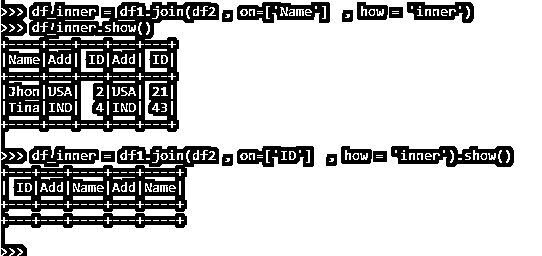 >>> df_inner = df1.join(df2 , on=['Name'] , how = 'inner')
>>> df_inner.show()
+----+---+---+---+---+
|Name|Add| ID|Add| ID|
+----+---+---+---+---+
|Jhon|USA|  2|USA| 21|
|Tina|IND|  4|IND| 43|
+----+---+---+---+---+
>>> df_inner = df1.join(df2 , on=['ID'] , how = 'inner').show()
+---+---+----+---+----+
| ID|Add|Name|Add|Name|
+---+---+----+---+----+
+---+---+----+---+----+
>>>